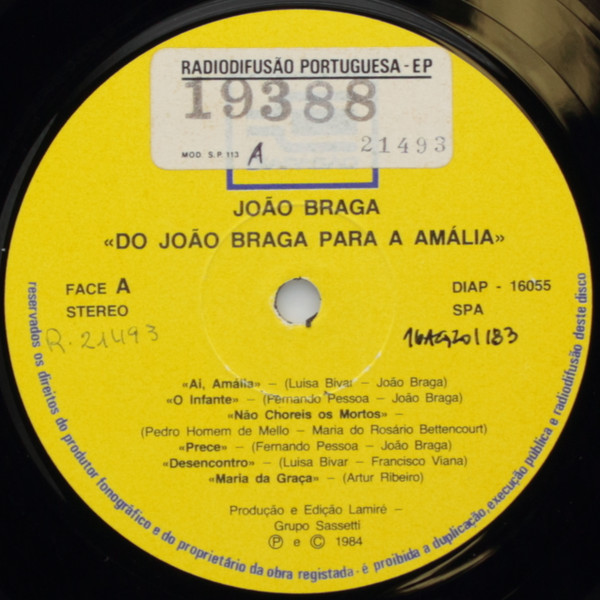 RADIODIFUSÃO PORTUGUESA - EP
19388
21493
MOD. S.P. 113 A
JOÃO BRAGA
«DO JOÃO BRAGA PARA A AMÁLIA»
FACE A
STEREO
R. 21493
DIAP - 16055
SPA
«Ai, Amália» – (Luisa Bivar – João Braga)
«O Infante» – (Fernando Pessoa – João Braga)
«Não Choreis os Mortos» –
(Pedro Homem de Mello – Maria do Rosário Bettencourt)
«Prece» – (Fernando Pessoa – João Braga)
«Desencontro» – (Luisa Bivar – Francisco Viana)
«Maria da Graça» – (Artur Ribeiro)
Produção e Edição Lamiré –
Grupo Sassetti
Ⓟ e © 1984
reservados os direitos do produtor fonográfico e do proprietário da obra registada - é proibida a duplicação, execução pública e radiodifusão deste disco